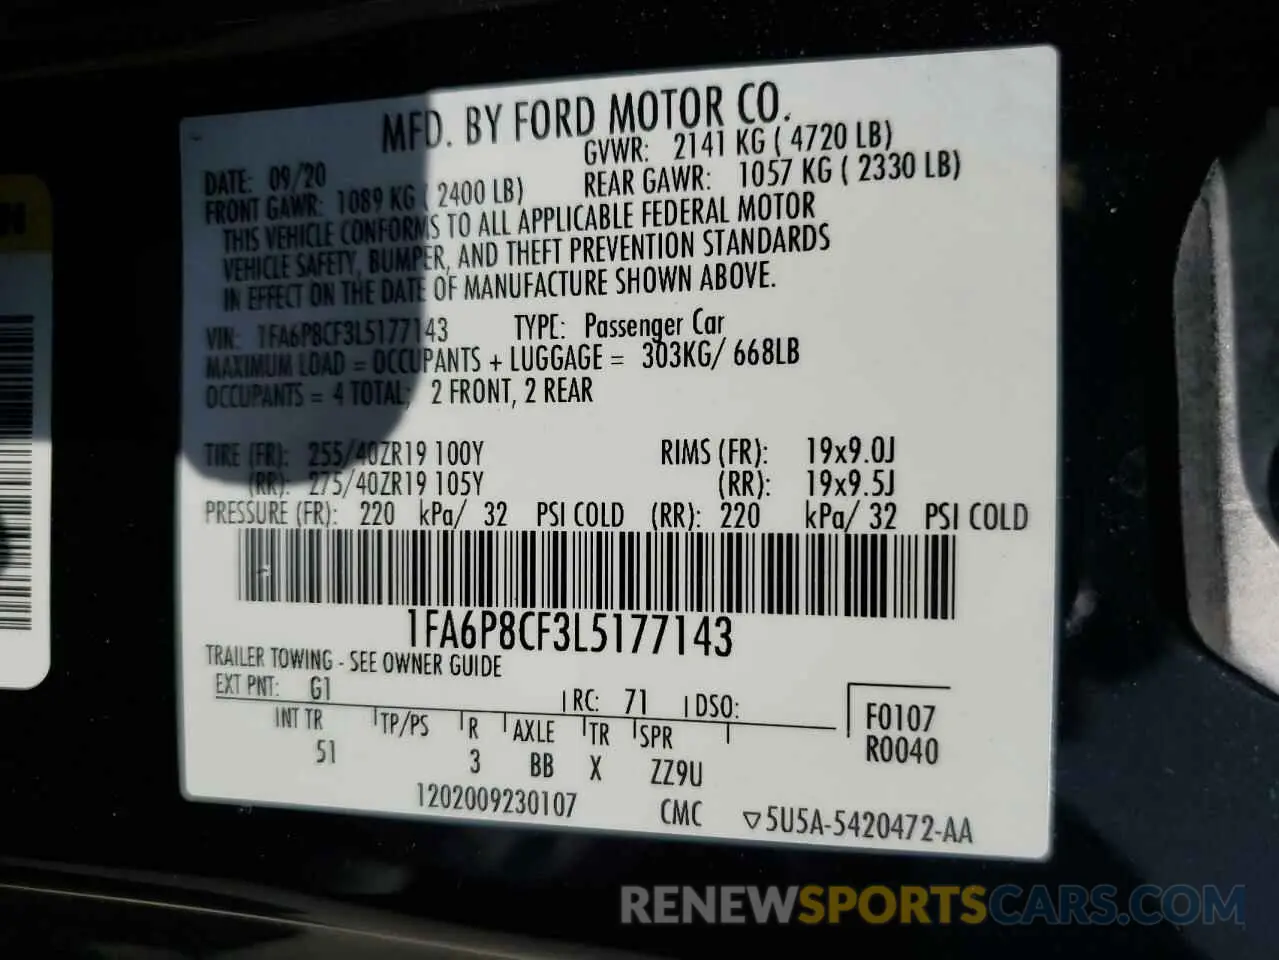 MFD. BY FORD MOTOR CO.
DATE: 09/20 GVWR: 2141 KG ( 4720 LB)
FRONT GAWR: 1089 KG ( 2400 LB) REAR GAWR: 1057 KG ( 2330 LB)
THIS VEHICLE CONFORMS TO ALL APPLICABLE FEDERAL MOTOR
VEHICLE SAFETY, BUMPER, AND THEFT PREVENTION STANDARDS
IN EFFECT ON THE DATE OF MANUFACTURE SHOWN ABOVE.
VIN: 1FA6P8CF3L5177143 TYPE: Passenger Car
MAXIMUM LOAD = OCCUPANTS + LUGGAGE = 303KG/ 668LB
OCCUPANTS = 4 TOTAL; 2 FRONT, 2 REAR
TIRE (FR): 255/40ZR19 100Y RIMS (FR): 19x9.0J
(RR): 275/40ZR19 105Y (RR): 19x9.5J
PRESSURE (FR): 220 kPa/ 32 PSI COLD (RR): 220 kPa/ 32 PSI COLD
1FA6P8CF3L5177143
TRAILER TOWING - SEE OWNER GUIDE
EXT PNT: G1 RC: 71 DSO: F0107
INT TR TP/PS R AXLE TR SPR R0040
51 3 BB X ZZ9U
1202009230107 CMC ▽5U5A-5420472-AA
RENEWSPORTSCARS.COM